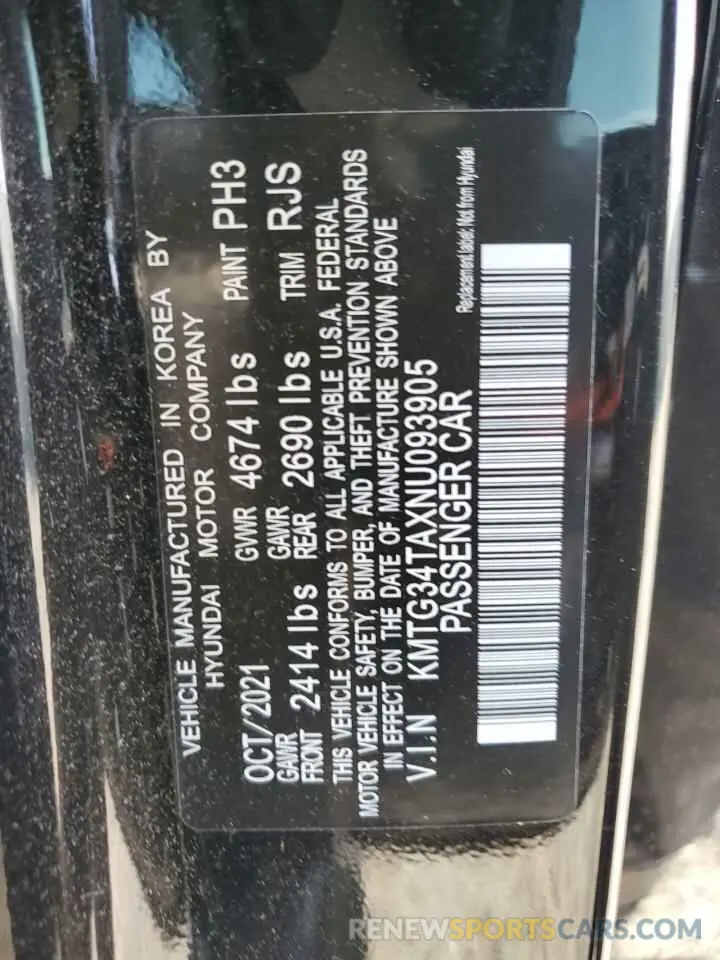 VEHICLE MANUFACTURED IN KOREA BY
HYUNDAI MOTOR COMPANY
OCT/2021 GVWR 4674 lbs PAINT PH3
GAWR FRONT 2414 lbs GAWR REAR 2690 lbs TRIM RJS
THIS VEHICLE CONFORMS TO ALL APPLICABLE U.S.A. FEDERAL
MOTOR VEHICLE SAFETY, BUMPER, AND THEFT PREVENTION STANDARDS
IN EFFECT ON THE DATE OF MANUFACTURE SHOWN ABOVE
V.I.N KMTG34TAXNU093905
PASSENGER CAR
Replacement label: Not from Hyundai
RENEWSPORTSCARS.COM